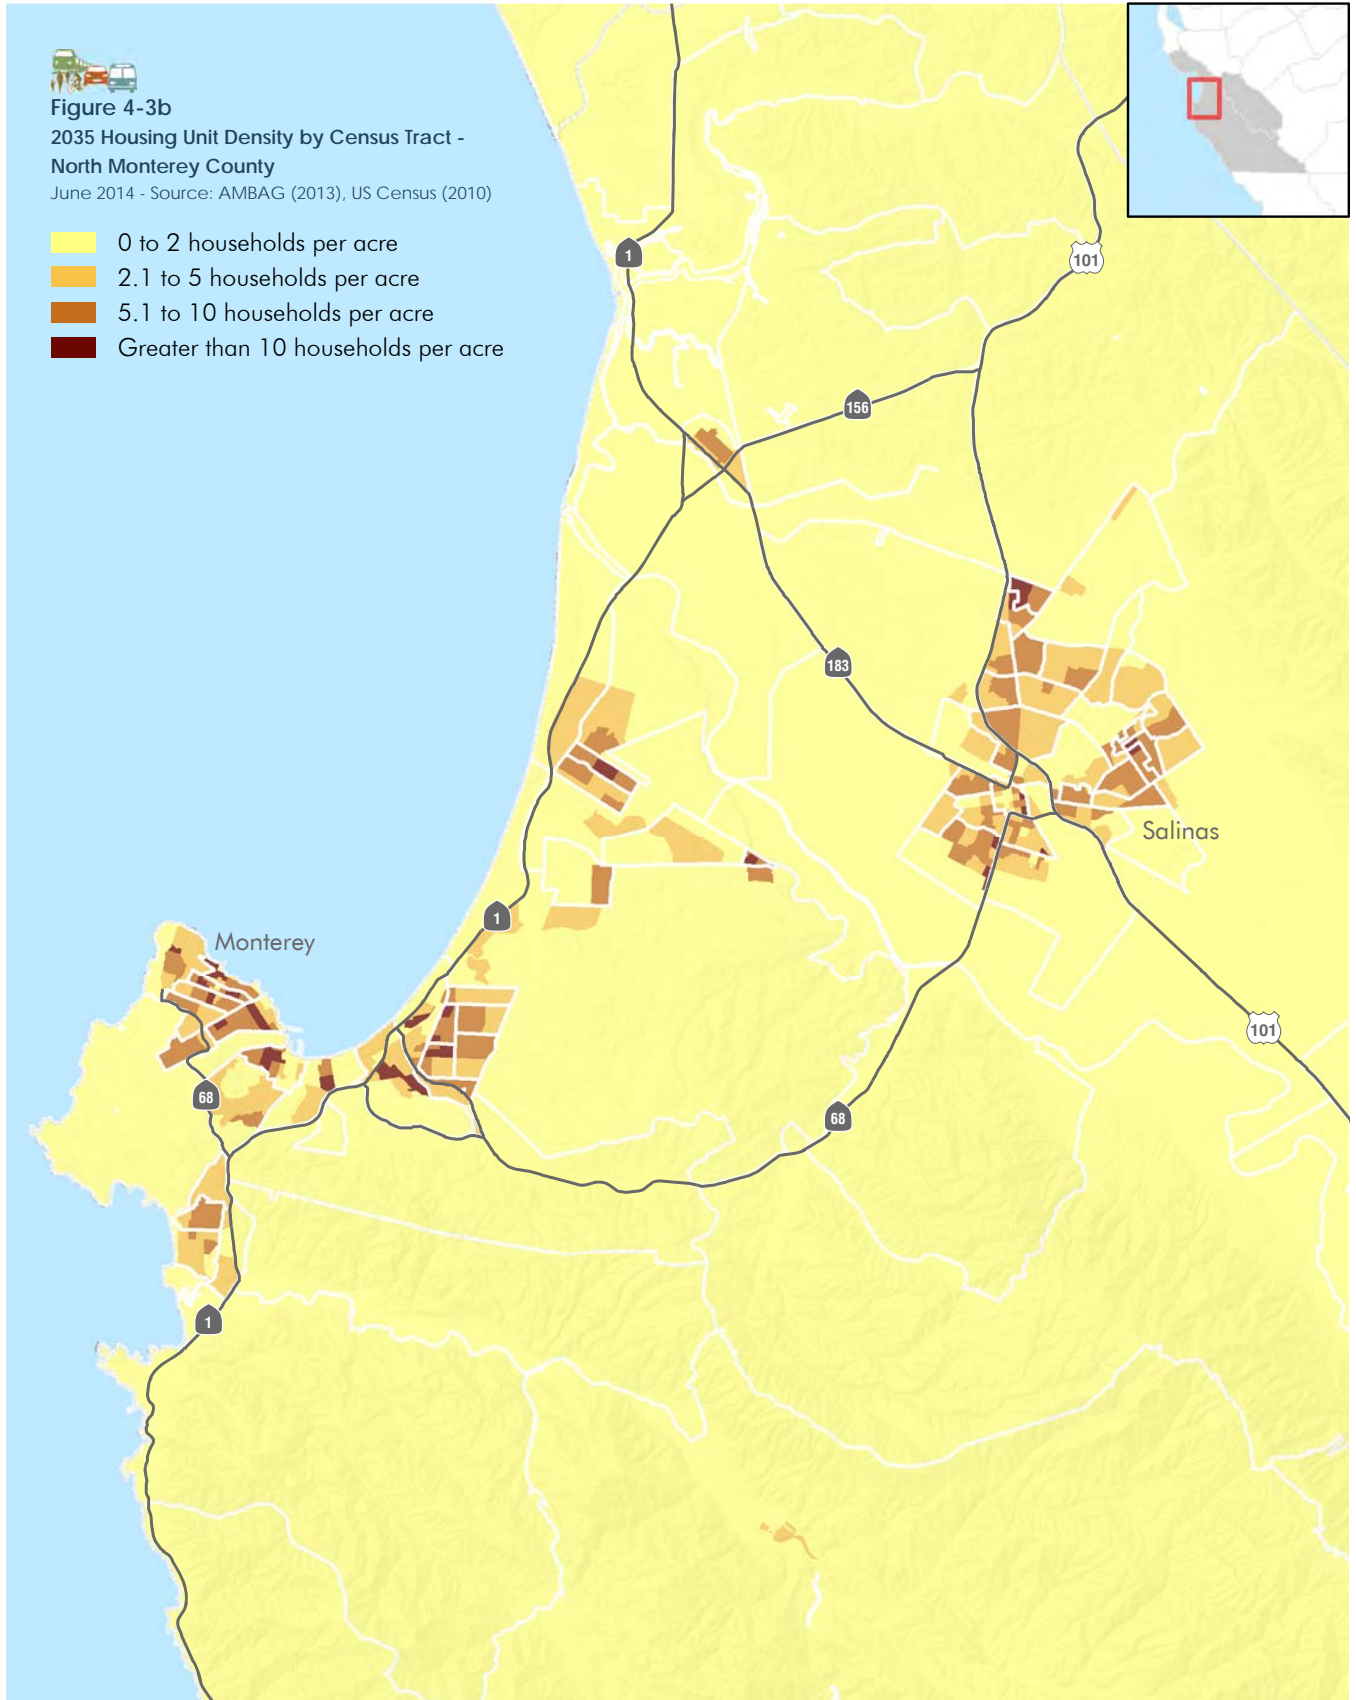 Figure 4-3b
2035 Housing Unit Density by Census Tract -
North Monterey County
June 2014 - Source: AMBAG (2013), US Census (2010)
0 to 2 households per acre
2.1 to 5 households per acre
5.1 to 10 households per acre
Greater than 10 households per acre
1
101
156
183
Salinas
1
Monterey
101
68
68
1